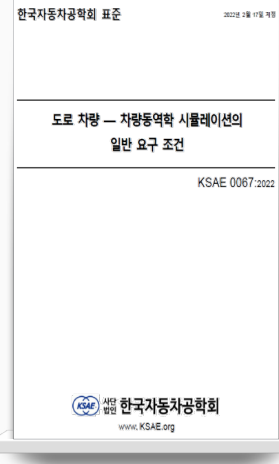 한국자동차공학회 표준
2022년 2월 17일 제정
도로 차량 — 차량동역학 시뮬레이션의
일반 요구 조건
KSAE 0067:2022
KSAE 사단법인 한국자동차공학회
www.KSAE.org